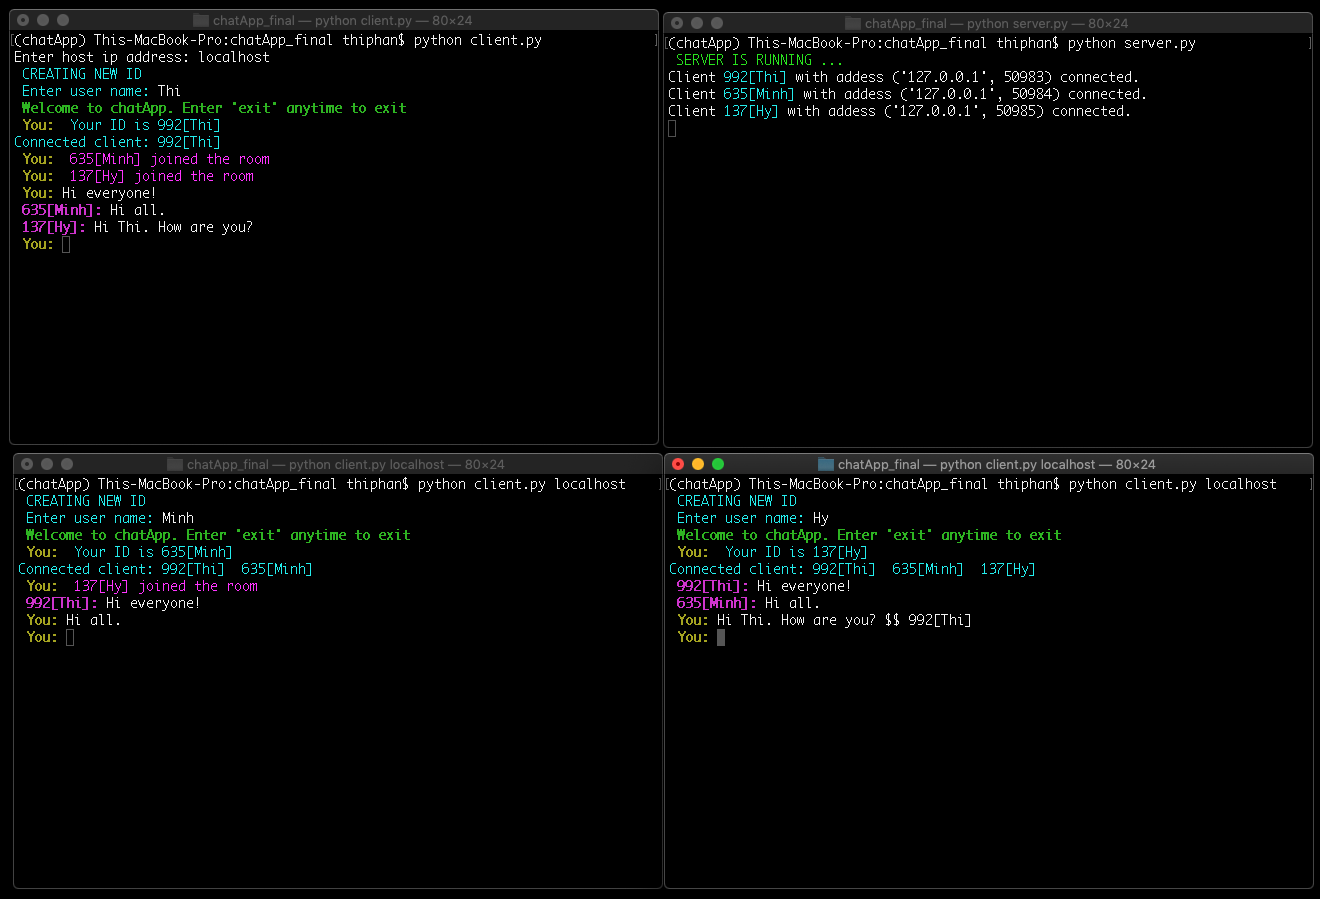 chatApp_final — python client.py — 80×24
(chatApp) This-MacBook-Pro:chatApp_final thiphan$ python client.py
Enter host ip address: localhost
CREATING NEW ID
Enter user name: Thi
Welcome to chatApp. Enter 'exit' anytime to exit
You:  Your ID is 992[Thi]
Connected client: 992[Thi]
You:  635[Minh] joined the room
You:  137[Hy] joined the room
You: Hi everyone!
635[Minh]: Hi all.
137[Hy]: Hi Thi. How are you?
You:
chatApp_final — python server.py — 80×24
(chatApp) This-MacBook-Pro:chatApp_final thiphan$ python server.py
SERVER IS RUNNING ...
Client 992[Thi] with addess ('127.0.0.1', 50983) connected.
Client 635[Minh] with addess ('127.0.0.1', 50984) connected.
Client 137[Hy] with addess ('127.0.0.1', 50985) connected.
chatApp_final — python client.py localhost — 80×24
(chatApp) This-MacBook-Pro:chatApp_final thiphan$ python client.py localhost
CREATING NEW ID
Enter user name: Minh
Welcome to chatApp. Enter 'exit' anytime to exit
You:  Your ID is 635[Minh]
Connected client: 992[Thi]  635[Minh]
You:  137[Hy] joined the room
992[Thi]: Hi everyone!
You: Hi all.
You:
chatApp_final — python client.py localhost — 80×24
(chatApp) This-MacBook-Pro:chatApp_final thiphan$ python client.py localhost
CREATING NEW ID
Enter user name: Hy
Welcome to chatApp. Enter 'exit' anytime to exit
You:  Your ID is 137[Hy]
Connected client: 992[Thi]  635[Minh]  137[Hy]
992[Thi]: Hi everyone!
635[Minh]: Hi all.
You: Hi Thi. How are you? $$ 992[Thi]
You: